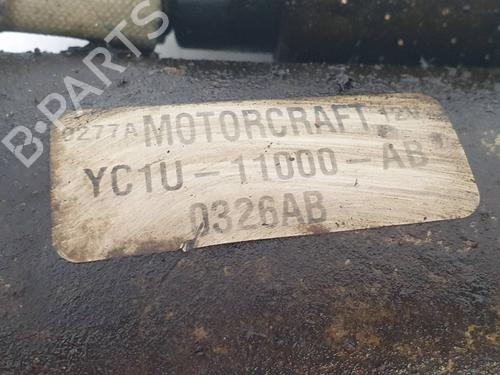 B-PARTS
0277A MOTORCRAFT 12V
YC1U-11000-AB
0326AB